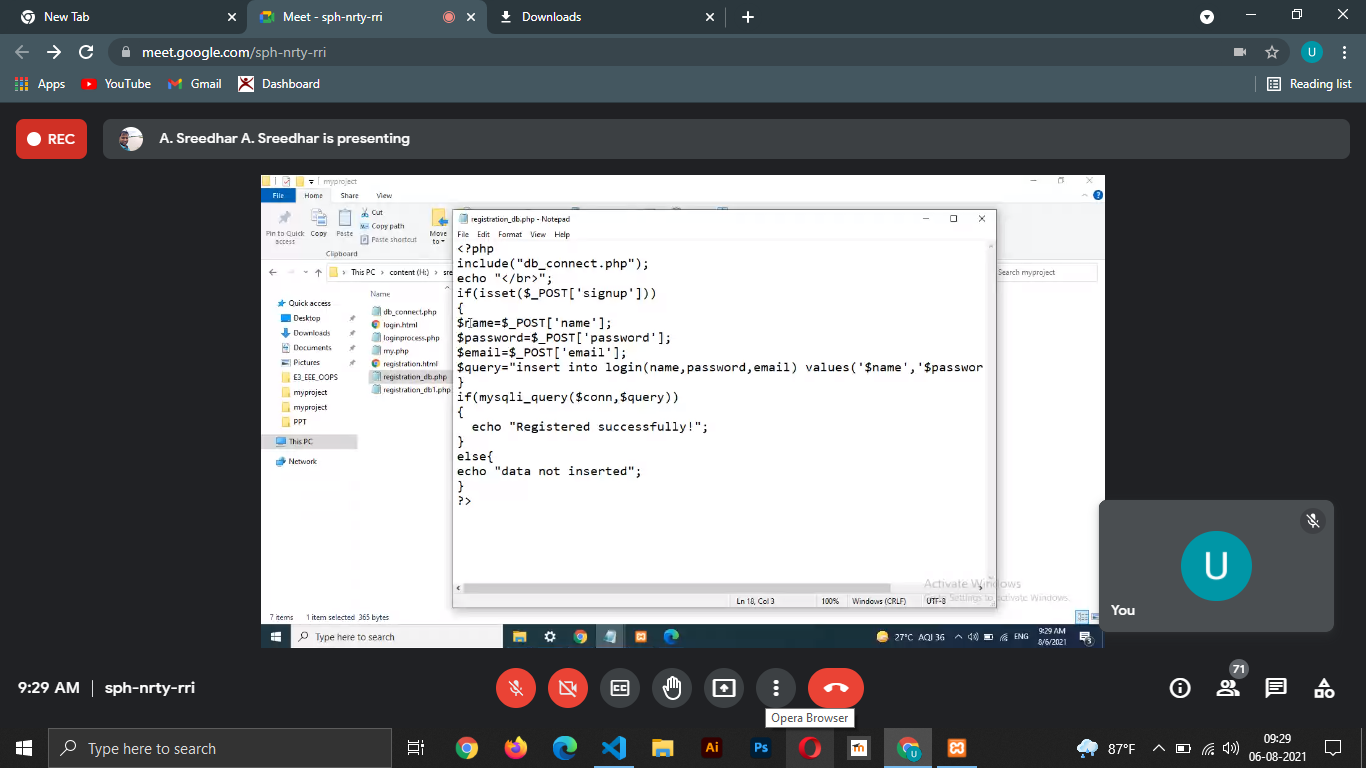 New Tab
Meet - sph-nrty-rri
Downloads
meet.google.com/sph-nrty-rri
U
Apps
YouTube
Gmail
Dashboard
Reading list
REC
A. Sreedhar A. Sreedhar is presenting
myproject
File
Home
Share
View
Pin to Quick access
Copy
Paste
Cut
Copy path
Paste shortcut
Move to
Clipboard
This PC
content (H:)
Search myproject
Name
Quick access
Desktop
Downloads
Documents
Pictures
E3_EEE_OOPS
myproject
myproject
PPT
This PC
Network
db_connect.php
login.html
loginprocess.php
my.php
registration.html
registration_db.php
registration_db1.php
registration_db.php - Notepad
File Edit Format View Help
<?php
include("db_connect.php");
echo "</br>";
if(isset($_POST['signup']))
{
$name=$_POST['name'];
$password=$_POST['password'];
$email=$_POST['email'];
$query="insert into login(name,password,email) values('$name','$passwor
}
if(mysqli_query($conn,$query))
{
echo "Registered successfully!";
}
else{
echo "data not inserted";
}
?>
Activate Windows
Settings to activate Windows.
Ln 18, Col 3
100%
Windows (CRLF)
UTF-8
7 items
1 item selected 365 bytes
Type here to search
27°C AQI 36
ENG
9:29 AM
8/6/2021
3
U
You
9:29 AM
sph-nrty-rri
CC
71
Opera Browser
Type here to search
Ai
Ps
87°F
09:29
06-08-2021